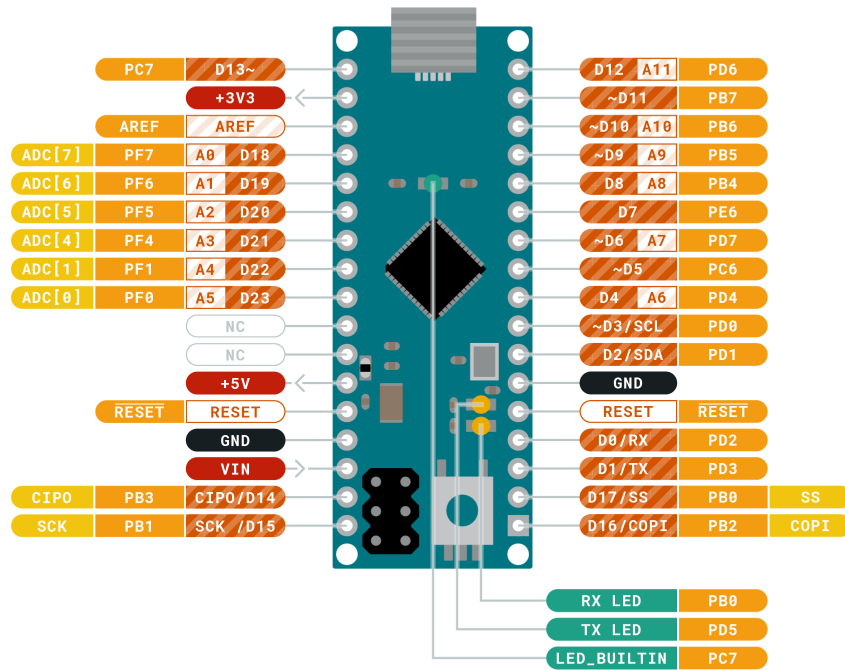 PC7 D13~ D12 A11 PD6
+3V3 ~D11 PB7
AREF AREF ~D10 A10 PB6
ADC[7] PF7 A0 D18 ~D9 A9 PB5
ADC[6] PF6 A1 D19 D8 A8 PB4
ADC[5] PF5 A2 D20 D7 PE6
ADC[4] PF4 A3 D21 ~D6 A7 PD7
ADC[1] PF1 A4 D22 ~D5 PC6
ADC[0] PF0 A5 D23 D4 A6 PD4
NC ~D3/SCL PD0
NC D2/SDA PD1
+5V GND
RESET RESET RESET RESET
GND D0/RX PD2
VIN D1/TX PD3
CIPO PB3 CIPO/D14 D17/SS PB0 SS
SCK PB1 SCK /D15 D16/COPI PB2 COPI
RX LED PB0
TX LED PD5
LED_BUILTIN PC7